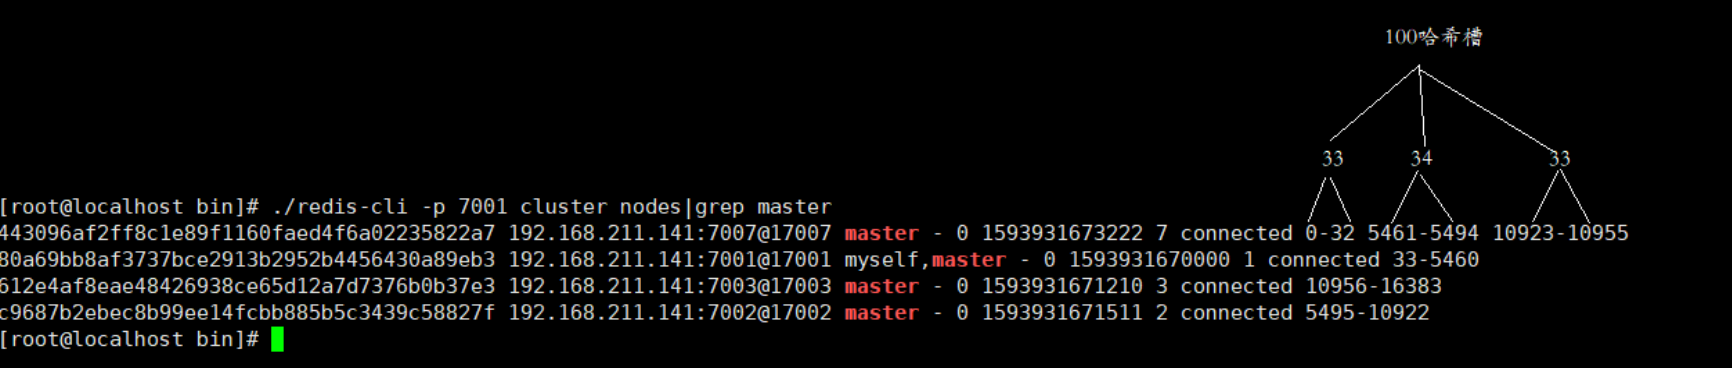 100哈希槽
33 34 33
[root@localhost bin]# ./redis-cli -p 7001 cluster nodes|grep master
443096af2ff8c1e89f1160faed4f6a02235822a7 192.168.211.141:7007@17007 master - 0 1593931673222 7 connected 0-32 5461-5494 10923-10955
80a69bb8af3737bce2913b2952b4456430a89eb3 192.168.211.141:7001@17001 myself,master - 0 1593931670000 1 connected 33-5460
612e4af8eae48426938ce65d12a7d7376b0b37e3 192.168.211.141:7003@17003 master - 0 1593931671210 3 connected 10956-16383
c9687b2ebec8b99ee14fcbb885b5c3439c58827f 192.168.211.141:7002@17002 master - 0 1593931671511 2 connected 5495-10922
[root@localhost bin]#